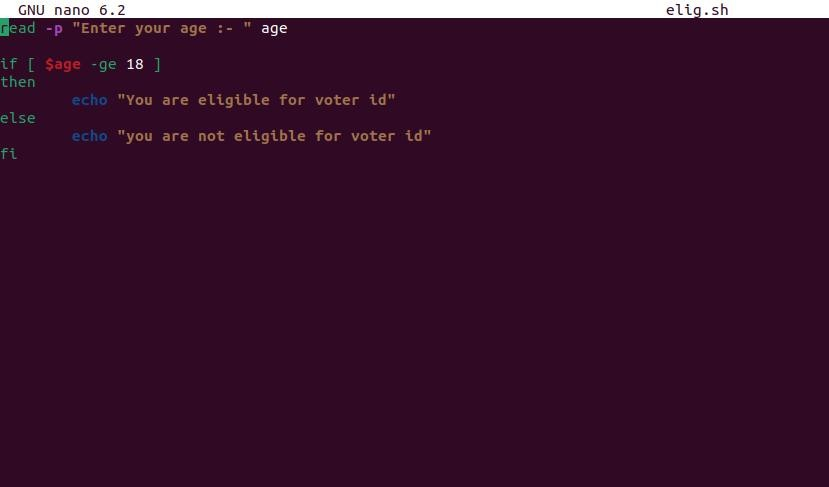 GNU nano 6.2 elig.sh
read -p "Enter your age :- " age
if [ $age -ge 18 ]
then
echo "You are eligible for voter id"
else
echo "you are not eligible for voter id"
fi